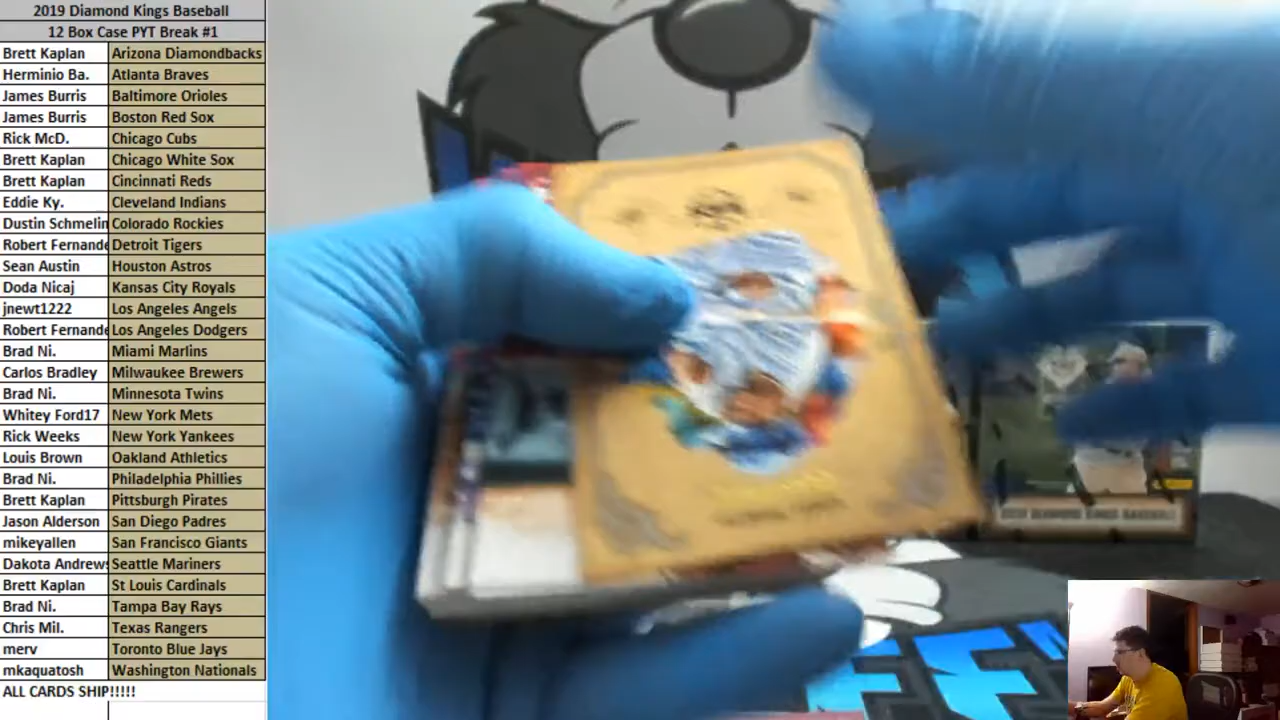 2019 Diamond Kings Baseball
12 Box Case PYT Break #1
Brett Kaplan Arizona Diamondbacks
Herminio Ba. Atlanta Braves
James Burris Baltimore Orioles
James Burris Boston Red Sox
Rick McD. Chicago Cubs
Brett Kaplan Chicago White Sox
Brett Kaplan Cincinnati Reds
Eddie Ky. Cleveland Indians
Dustin Schmelin Colorado Rockies
Robert Fernande Detroit Tigers
Sean Austin Houston Astros
Doda Nicaj Kansas City Royals
jnewt1222 Los Angeles Angels
Robert Fernande Los Angeles Dodgers
Brad Ni. Miami Marlins
Carlos Bradley Milwaukee Brewers
Brad Ni. Minnesota Twins
Whitey Ford17 New York Mets
Rick Weeks New York Yankees
Louis Brown Oakland Athletics
Brad Ni. Philadelphia Phillies
Brett Kaplan Pittsburgh Pirates
Jason Alderson San Diego Padres
mikeyallen San Francisco Giants
Dakota Andrews Seattle Mariners
Brett Kaplan St Louis Cardinals
Brad Ni. Tampa Bay Rays
Chris Mil. Texas Rangers
merv Toronto Blue Jays
mkaquatosh Washington Nationals
ALL CARDS SHIP!!!!!
2019 DIAMOND KINGS BASEBALL